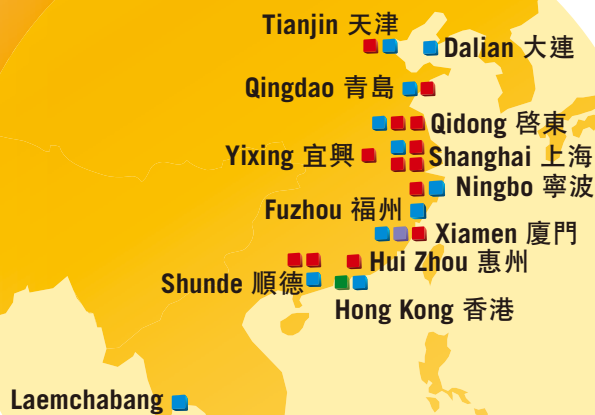 Tianjin 天津
Dalian 大連
Qingdao 青島
Qidong 啓東
Yixing 宜興
Shanghai 上海
Ningbo 寧波
Fuzhou 福州
Xiamen 廈門
Hui Zhou 惠州
Shunde 順德
Hong Kong 香港
Laemchabang